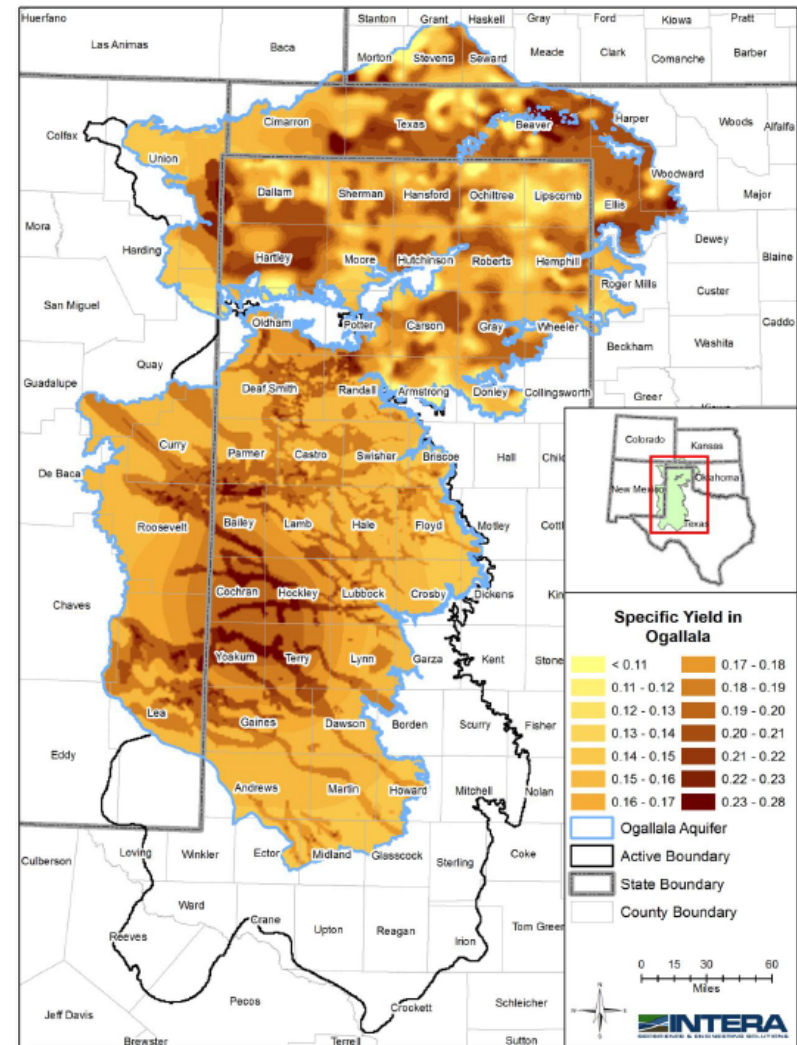 Huerfano
Las Animas
Baca
Stanton
Grant
Haskell
Gray
Ford
Kiowa
Pratt
Morton
Stevens
Seward
Meade
Clark
Comanche
Barber
Colfax
Union
Cimarron
Texas
Beaver
Harper
Woods
Alfalfa
Woodward
Major
Ellis
Mora
Harding
Dallam
Sherman
Hansford
Ochiltree
Lipscomb
Dewey
Blaine
Hartley
Moore
Hutchinson
Roberts
Hemphill
Roger Mills
Custer
San Miguel
Oldham
Potter
Carson
Gray
Wheeler
Caddo
Washita
Beckham
Quay
Guadalupe
Deaf Smith
Randall
Armstrong
Donley
Collingsworth
Greer
Curry
Parmer
Castro
Swisher
Briscoe
Hall
De Baca
Roosevelt
Bailey
Lamb
Hale
Floyd
Motley
Chaves
Cochran
Hockley
Lubbock
Crosby
Dickens
Yoakum
Terry
Lynn
Garza
Kent
Lea
Gaines
Dawson
Borden
Scurry
Fisher
Eddy
Andrews
Martin
Howard
Mitchell
Nolan
Culberson
Loving
Winkler
Ector
Midland
Glasscock
Sterling
Coke
Ward
Crane
Upton
Reagan
Irion
Tom Green
Reeves
Jeff Davis
Pecos
Crockett
Schleicher
Brewster
Terrell
Sutton
Colorado
Kansas
New Mexico
Oklahoma
Texas
Specific Yield in
Ogallala
< 0.11
0.17 - 0.18
0.11 - 0.12
0.18 - 0.19
0.12 - 0.13
0.19 - 0.20
0.13 - 0.14
0.20 - 0.21
0.14 - 0.15
0.21 - 0.22
0.15 - 0.16
0.22 - 0.23
0.16 - 0.17
0.23 - 0.28
Ogallala Aquifer
Active Boundary
State Boundary
County Boundary
0 15 30 60
Miles
INTERA
GEOSCIENCE & ENGINEERING SOLUTIONS